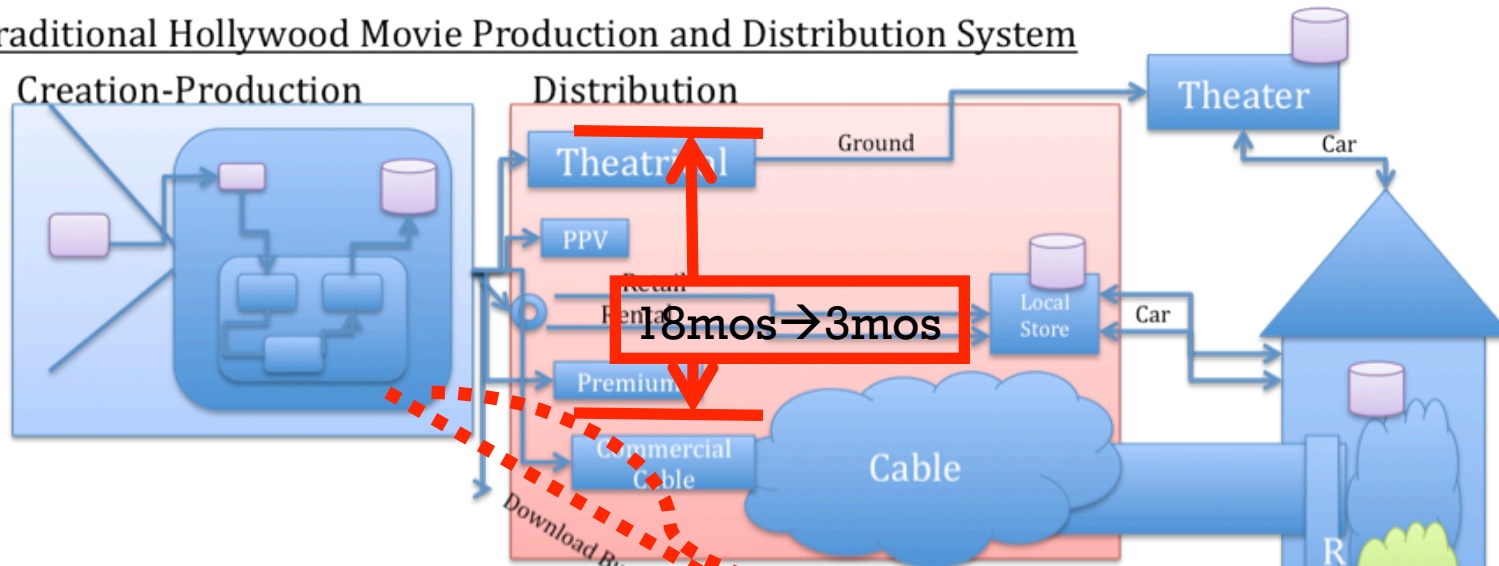 raditional Hollywood Movie Production and Distribution System
Creation-Production
Distribution
Theater
Theatrical
Ground
Car
PPV
Retail
Rental
18mos→3mos
Local
Store
Car
Premium
Commercial
Cable
Cable
Download Bu
R